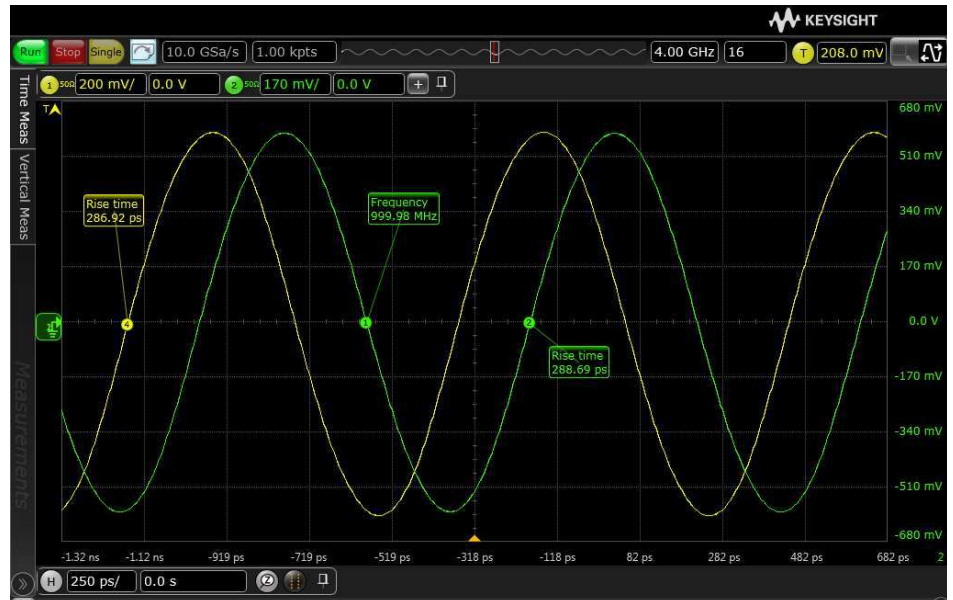 KEYSIGHT
Run Stop Single 10.0 GSa/s 1.00 kpts 4.00 GHz 16 T 208.0 mV
1 50Ω 200 mV/ 0.0 V 2 50Ω 170 mV/ 0.0 V +
Time Meas
Vertical Meas
Measurements
T
680 mV
510 mV
340 mV
170 mV
0.0 V
-170 mV
-340 mV
-510 mV
-680 mV
Rise time
286.92 ps
Frequency
999.98 MHz
4
1
2
Rise time
288.69 ps
-1.32 ns -1.12 ns -919 ps -719 ps -519 ps -318 ps -118 ps 82 ps 282 ps 482 ps 682 ps 2
H 250 ps/ 0.0 s Z